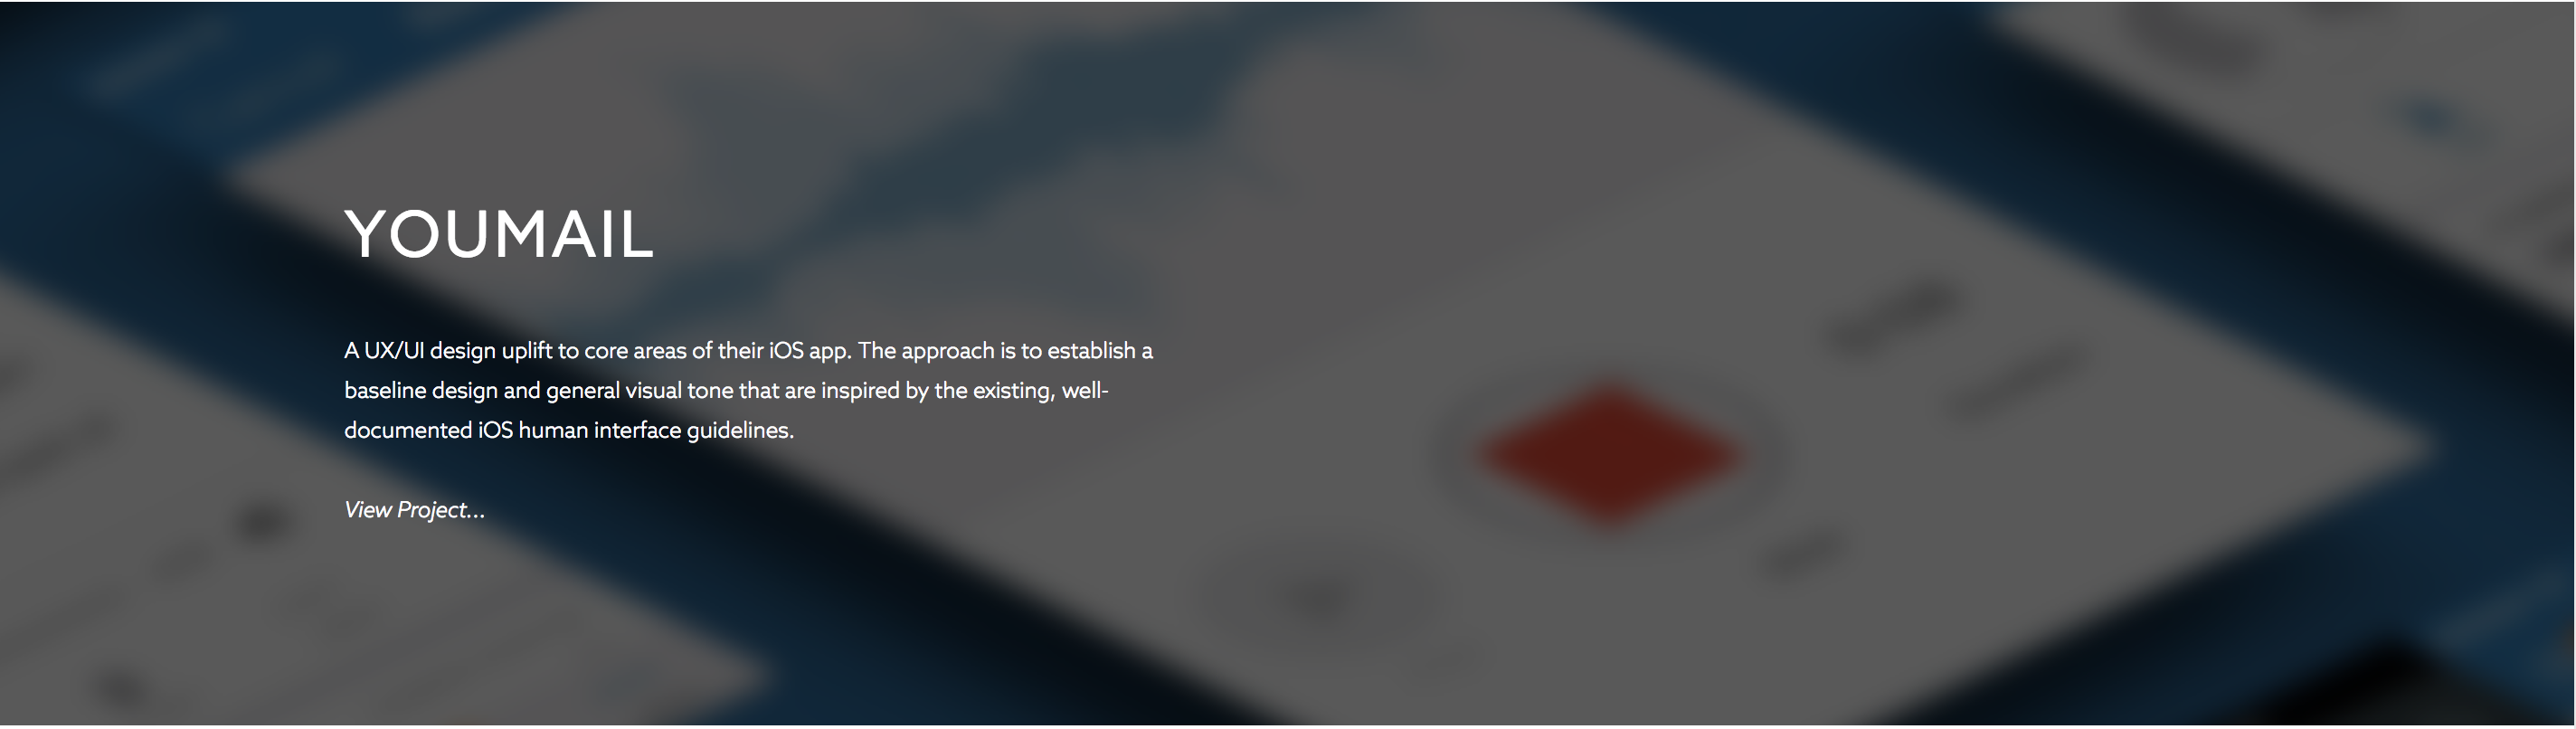 YOUMAIL
A UX/UI design uplift to core areas of their iOS app. The approach is to establish a
baseline design and general visual tone that are inspired by the existing, well-
documented iOS human interface guidelines.
View Project...